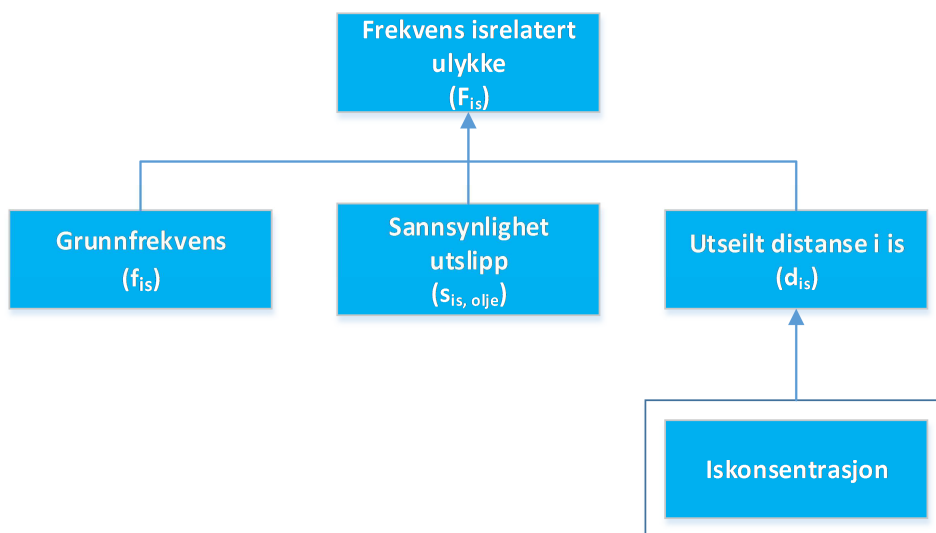 Frekvens isrelatert
ulykke
(Fis)
Grunnfrekvens
(fis)
Sannsynlighet
utslipp
(sis, olje)
Utseilt distanse i is
(dis)
Iskonsentrasjon